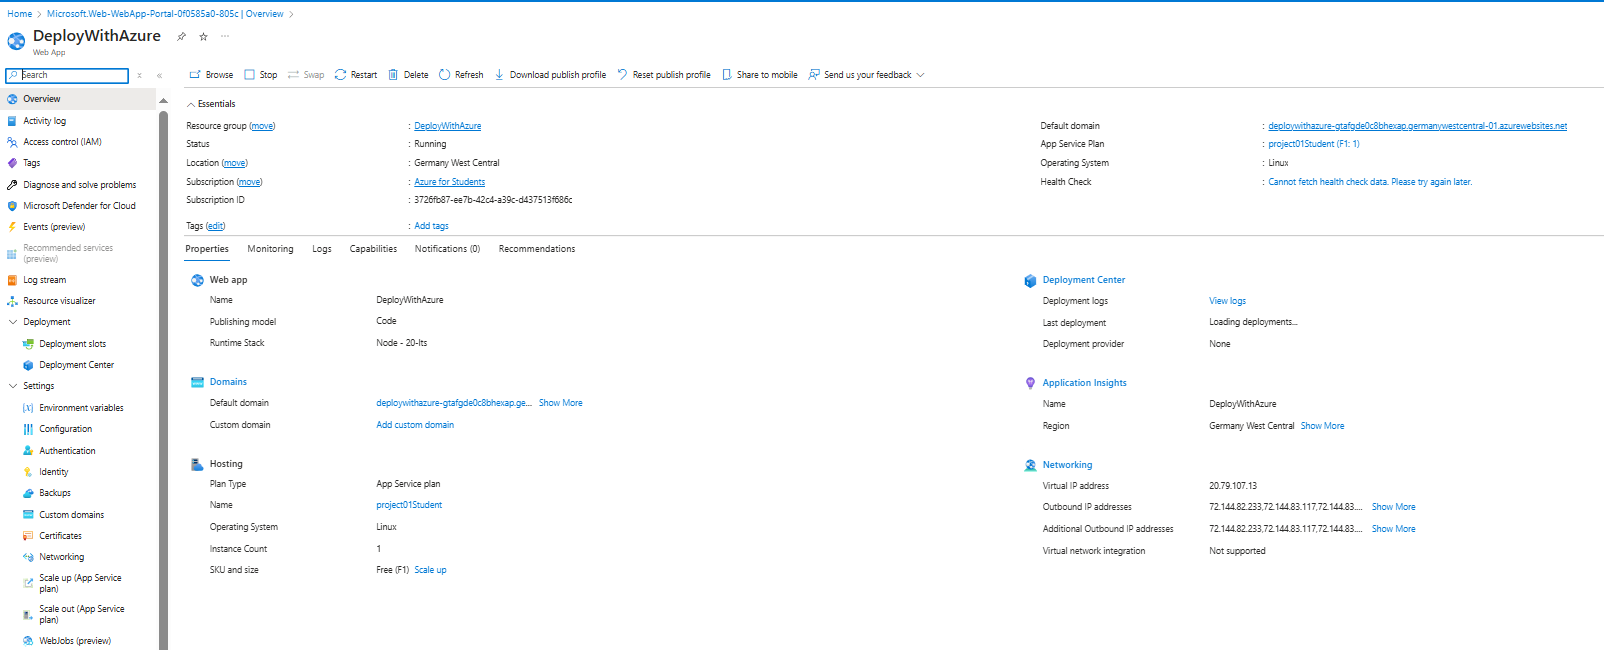 Home > Microsoft.Web-WebApp-Portal-0f0585a0-805c | Overview >
DeployWithAzure
Web App
Search
Browse Stop Swap Restart Delete Refresh Download publish profile Reset publish profile Share to mobile Send us your feedback
Overview
Activity log
Access control (IAM)
Tags
Diagnose and solve problems
Microsoft Defender for Cloud
Events (preview)
Recommended services
(preview)
Log stream
Resource visualizer
Deployment
Deployment slots
Deployment Center
Settings
Environment variables
Configuration
Authentication
Identity
Backups
Custom domains
Certificates
Networking
Scale up (App Service
plan)
Scale out (App Service
plan)
WebJobs (preview)
Essentials
Resource group (move) : DeployWithAzure
Status : Running
Location (move) : Germany West Central
Subscription (move) : Azure for Students
Subscription ID : 3726fb87-ee7b-42c4-a39c-d437513f686c
Tags (edit) : Add tags
Default domain : deploywithazure-gtafgde0c8bhexap.germanywestcentral-01.azurewebsites.net
App Service Plan : project01Student (F1: 1)
Operating System : Linux
Health Check : Cannot fetch health check data. Please try again later.
Properties Monitoring Logs Capabilities Notifications (0) Recommendations
Web app
Name DeployWithAzure
Publishing model Code
Runtime Stack Node - 20-lts
Domains
Default domain deploywithazure-gtafgde0c8bhexap.ge... Show More
Custom domain Add custom domain
Hosting
Plan Type App Service plan
Name project01Student
Operating System Linux
Instance Count 1
SKU and size Free (F1) Scale up
Deployment Center
Deployment logs View logs
Last deployment Loading deployments...
Deployment provider None
Application Insights
Name DeployWithAzure
Region Germany West Central Show More
Networking
Virtual IP address 20.79.107.13
Outbound IP addresses 72.144.82.233,72.144.83.117,72.144.83.... Show More
Additional Outbound IP addresses 72.144.82.233,72.144.83.117,72.144.83.... Show More
Virtual network integration Not supported